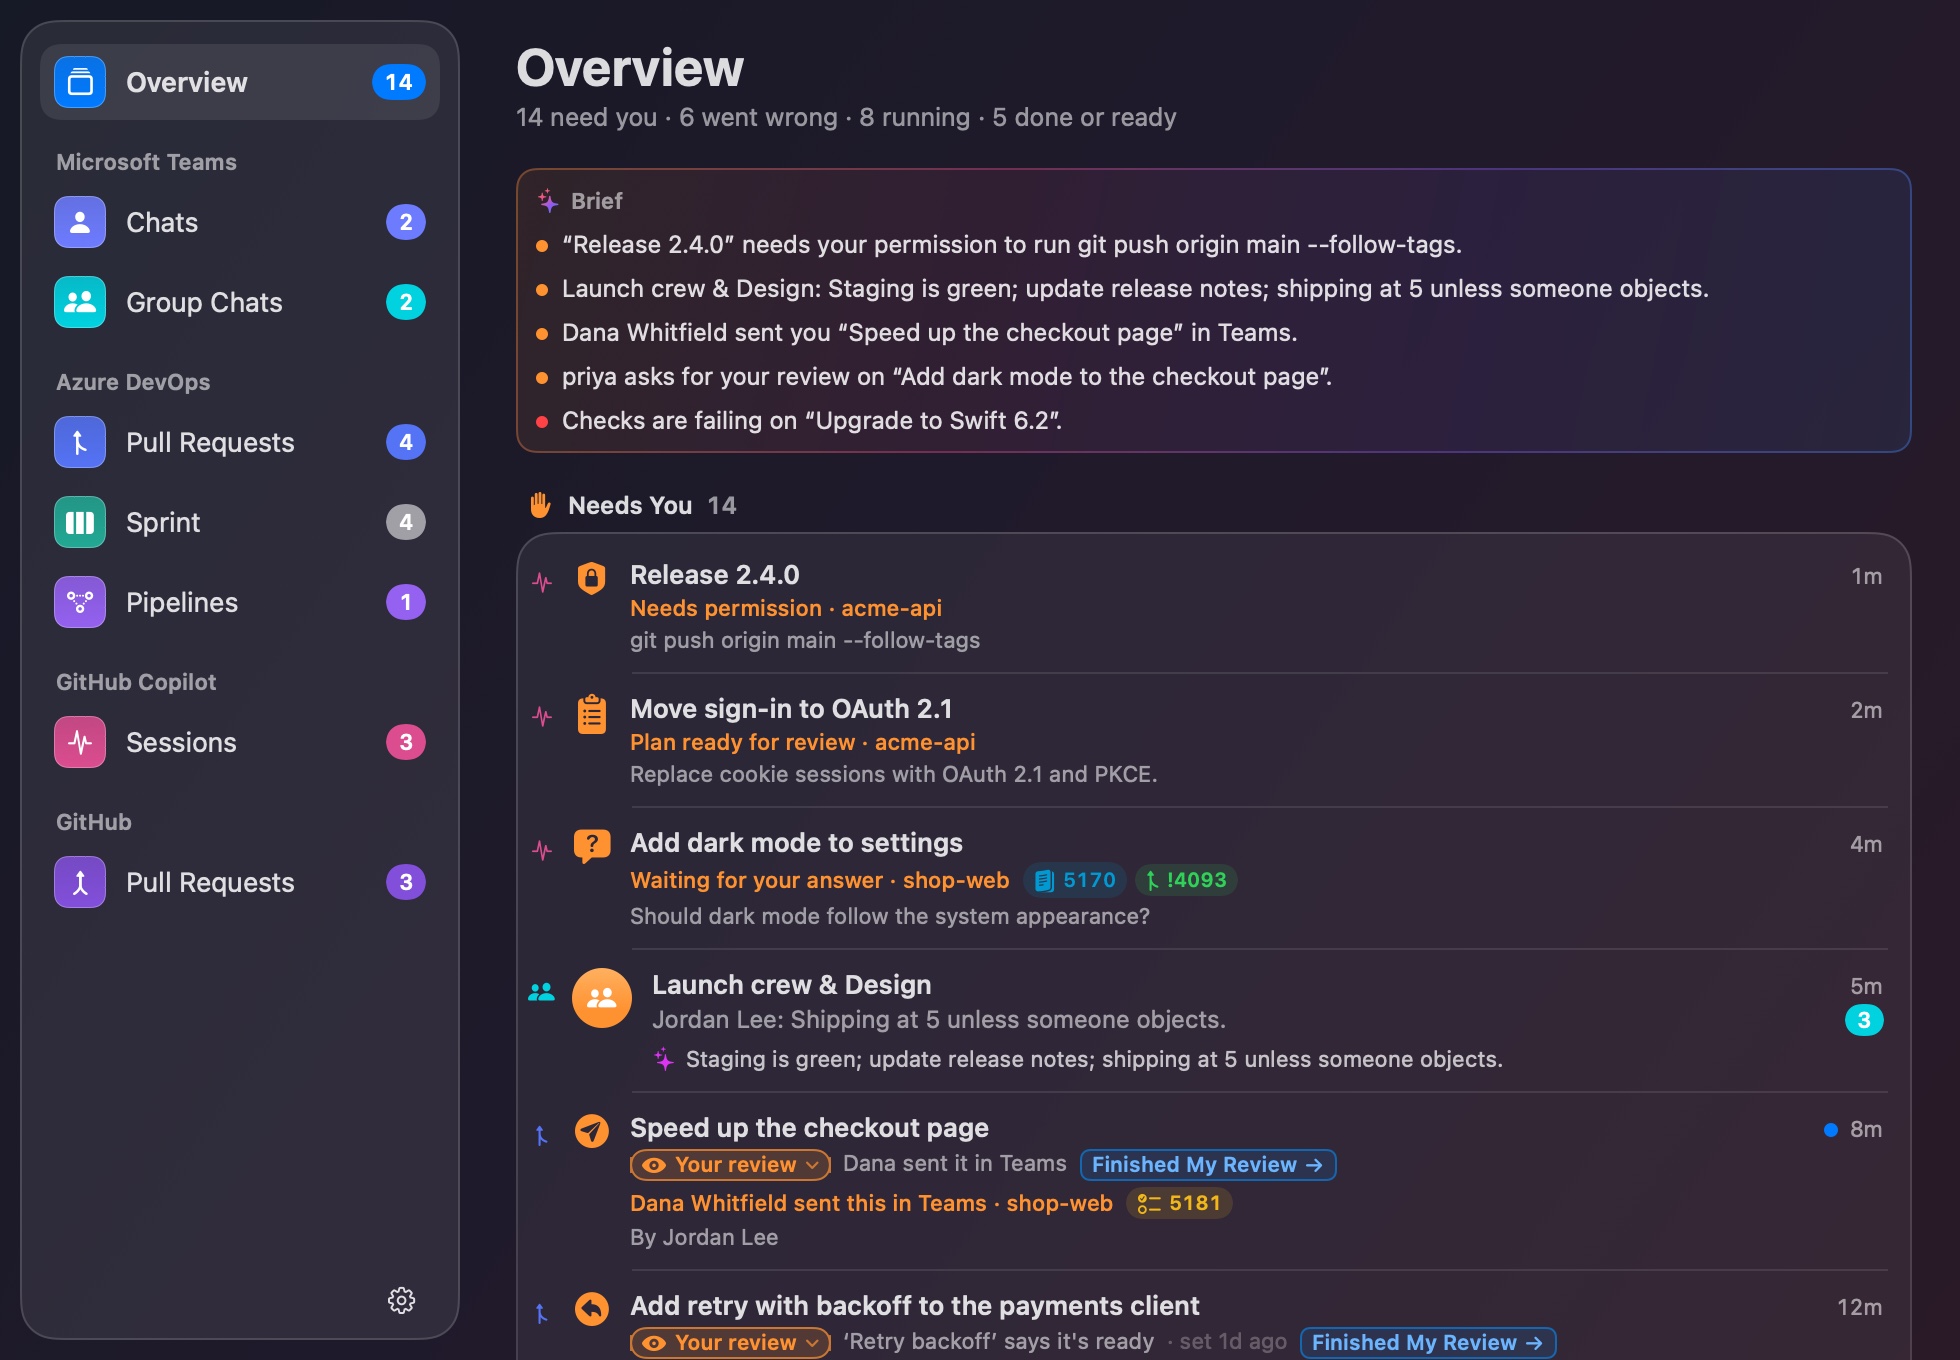 Overview 14
Microsoft Teams
Chats 2
Group Chats 2
Azure DevOps
Pull Requests 4
Sprint 4
Pipelines 1
GitHub Copilot
Sessions 3
GitHub
Pull Requests 3
Overview
14 need you · 6 went wrong · 8 running · 5 done or ready
Brief
“Release 2.4.0” needs your permission to run git push origin main --follow-tags.
Launch crew & Design: Staging is green; update release notes; shipping at 5 unless someone objects.
Dana Whitfield sent you “Speed up the checkout page” in Teams.
priya asks for your review on “Add dark mode to the checkout page”.
Checks are failing on “Upgrade to Swift 6.2”.
Needs You 14
Release 2.4.0 1m
Needs permission · acme-api
git push origin main --follow-tags
Move sign-in to OAuth 2.1 2m
Plan ready for review · acme-api
Replace cookie sessions with OAuth 2.1 and PKCE.
Add dark mode to settings 4m
Waiting for your answer · shop-web 5170 !4093
Should dark mode follow the system appearance?
Launch crew & Design 5m
Jordan Lee: Shipping at 5 unless someone objects. 3
Staging is green; update release notes; shipping at 5 unless someone objects.
Speed up the checkout page 8m
Your review Dana sent it in Teams Finished My Review →
Dana Whitfield sent this in Teams · shop-web 5181
By Jordan Lee
Add retry with backoff to the payments client 12m
Your review ‘Retry backoff’ says it's ready · set 1d ago Finished My Review →